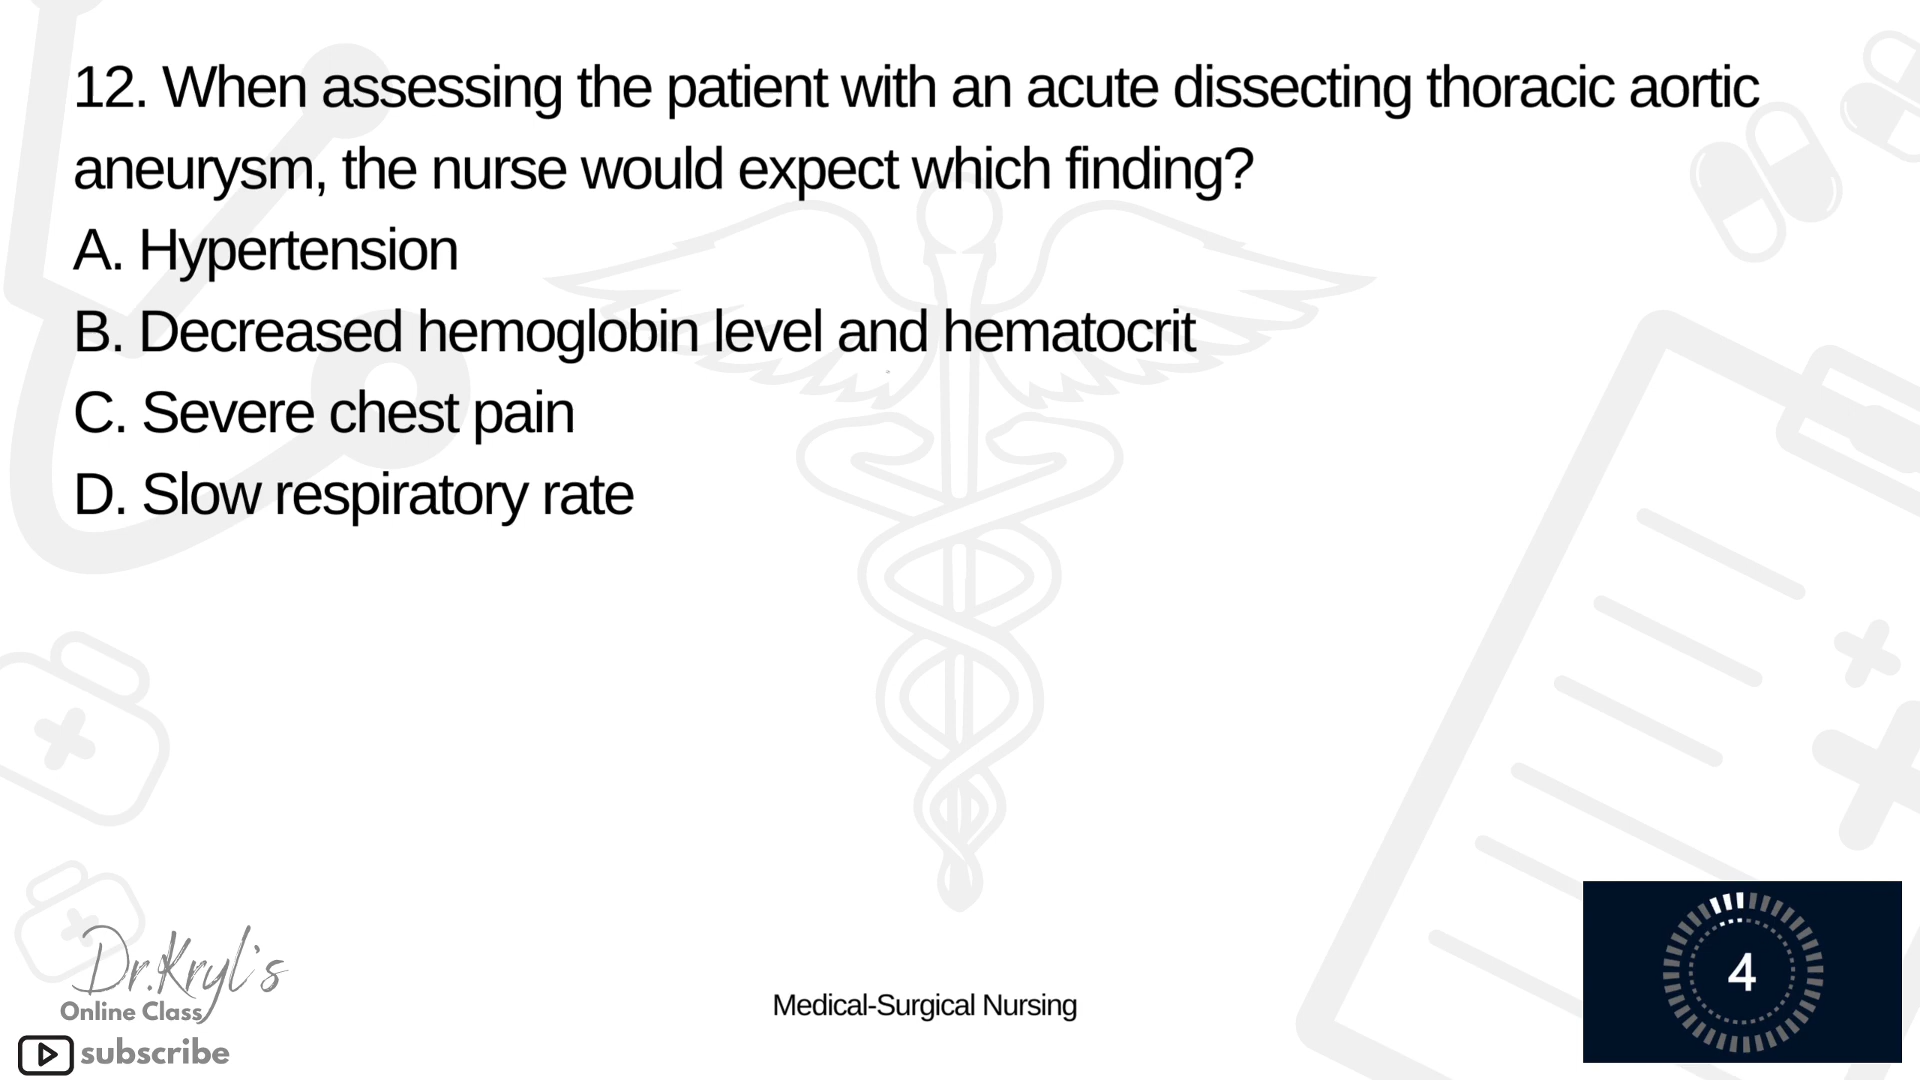 12. When assessing the patient with an acute dissecting thoracic aortic
aneurysm, the nurse would expect which finding?
A. Hypertension
B. Decreased hemoglobin level and hematocrit
C. Severe chest pain
D. Slow respiratory rate
Dr.Kryl's
Online Class
subscribe
Medical-Surgical Nursing
4